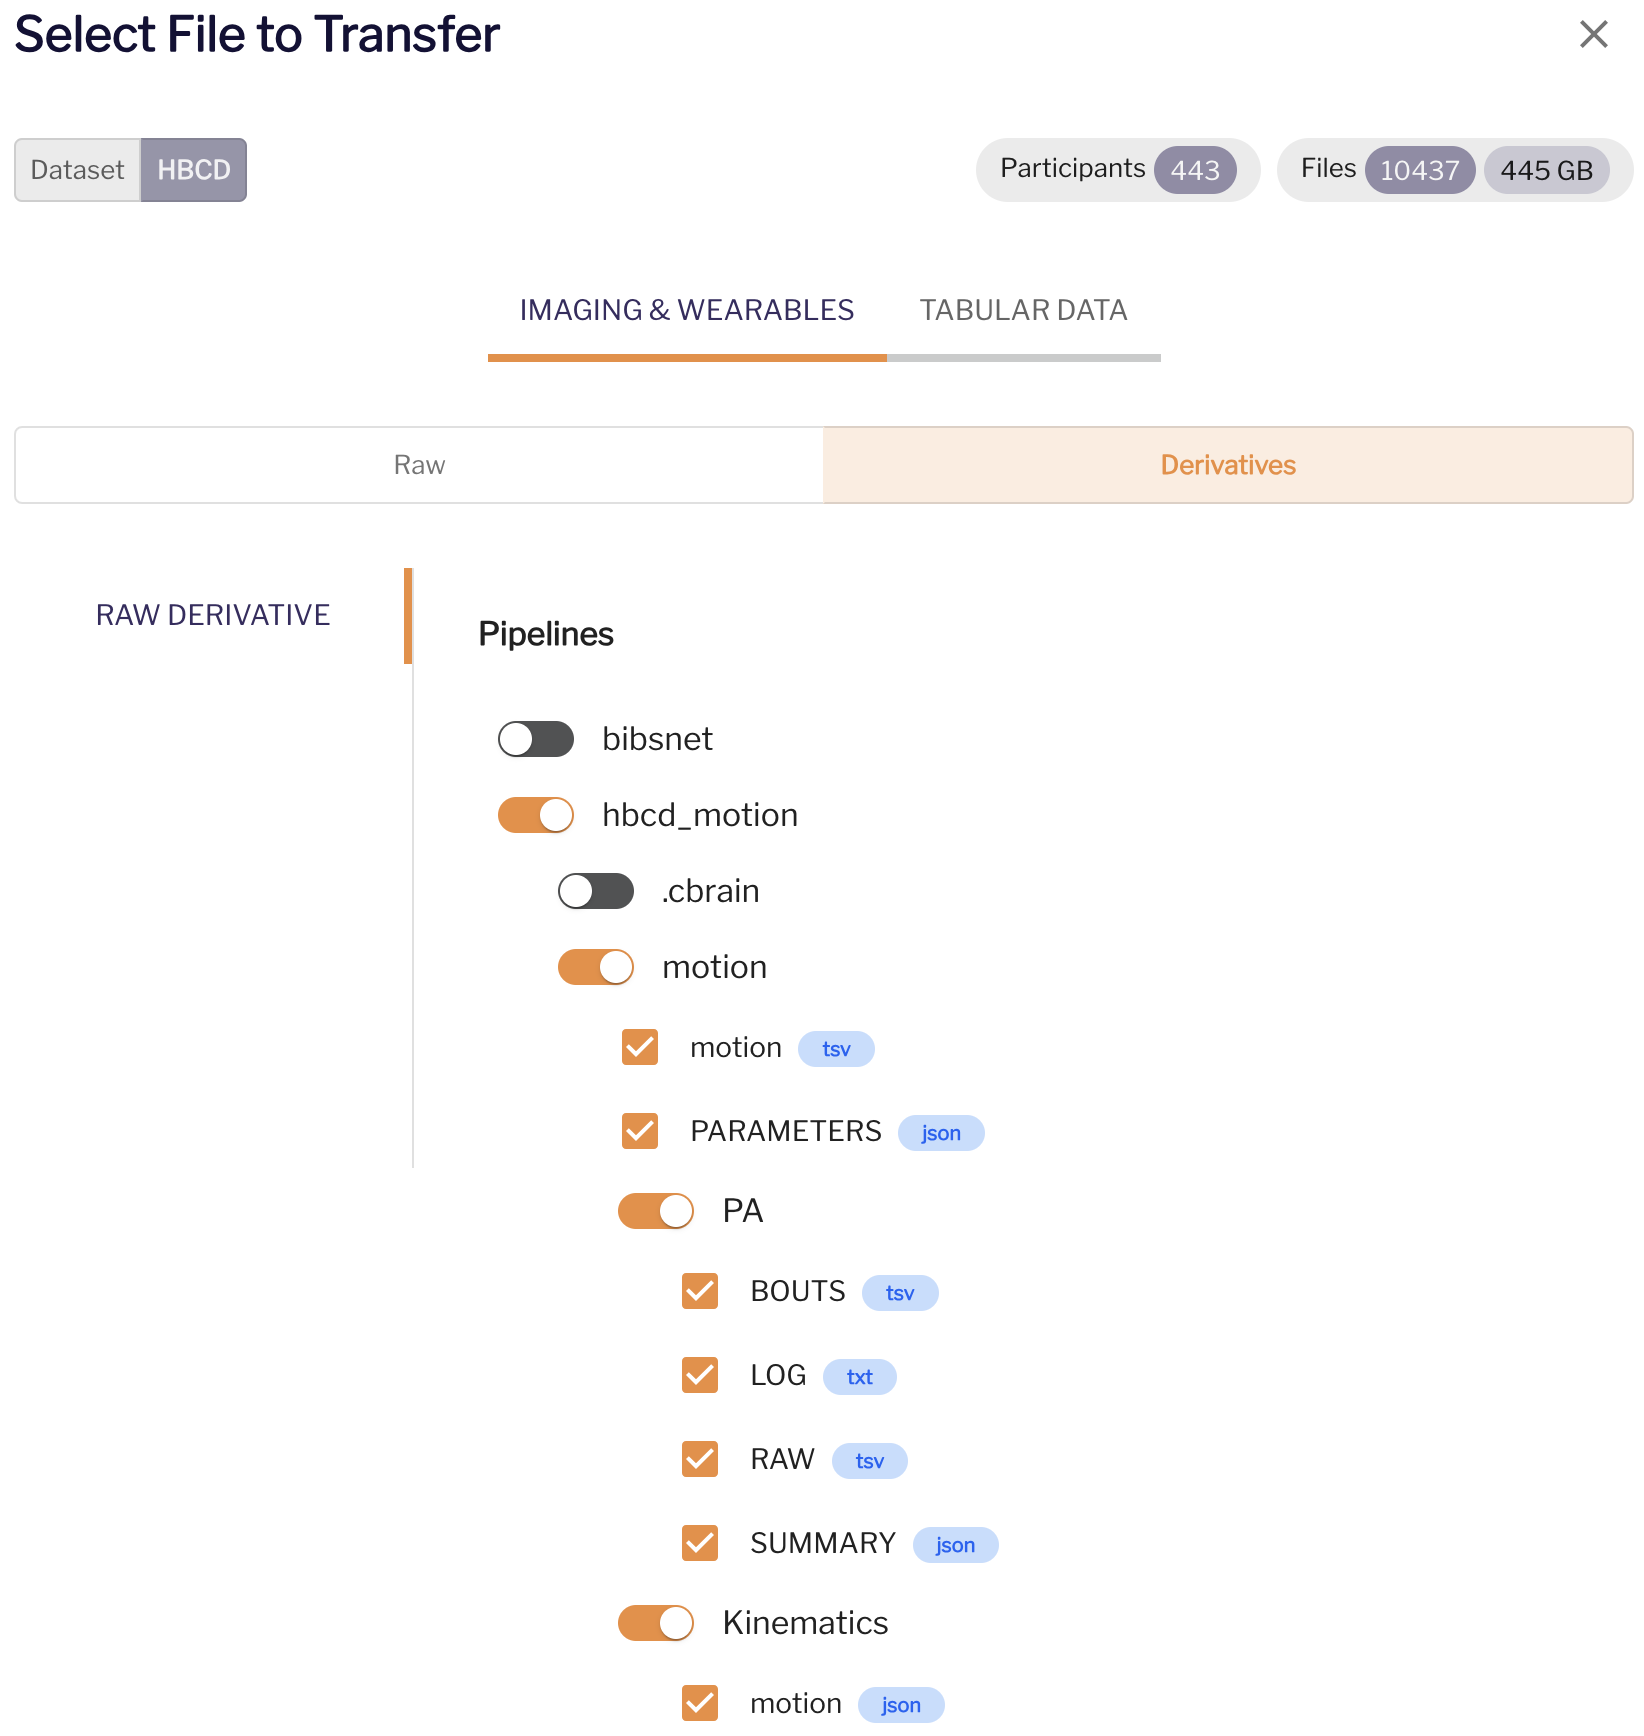 Select File to Transfer
Dataset HBCD
Participants 443 Files 10437 445 GB
IMAGING & WEARABLES TABULAR DATA
Raw Derivatives
RAW DERIVATIVE
Pipelines
bibsnet
hbcd_motion
.cbrain
motion
motion tsv
PARAMETERS json
PA
BOUTS tsv
LOG txt
RAW tsv
SUMMARY json
Kinematics
motion json